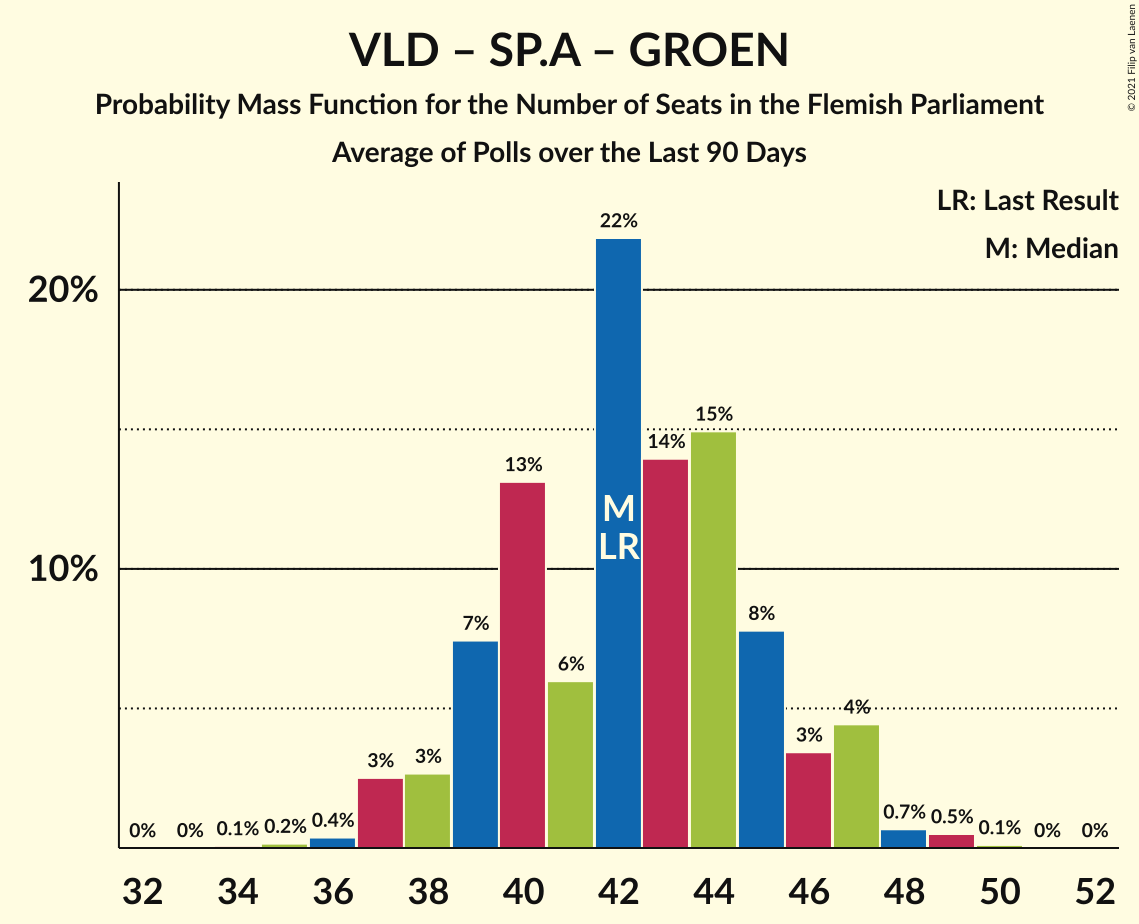 VLD – SP.A – GROEN
Probability Mass Function for the Number of Seats in the Flemish Parliament
Average of Polls over the Last 90 Days
© 2021 Filip van Laenen
LR: Last Result
M: Median
20%
10%
0%
0%
0.1%
0.2%
0.4%
3%
3%
7%
13%
6%
22%
14%
15%
8%
3%
4%
0.7%
0.5%
0.1%
0%
0%
M
LR
32 34 36 38 40 42 44 46 48 50 52